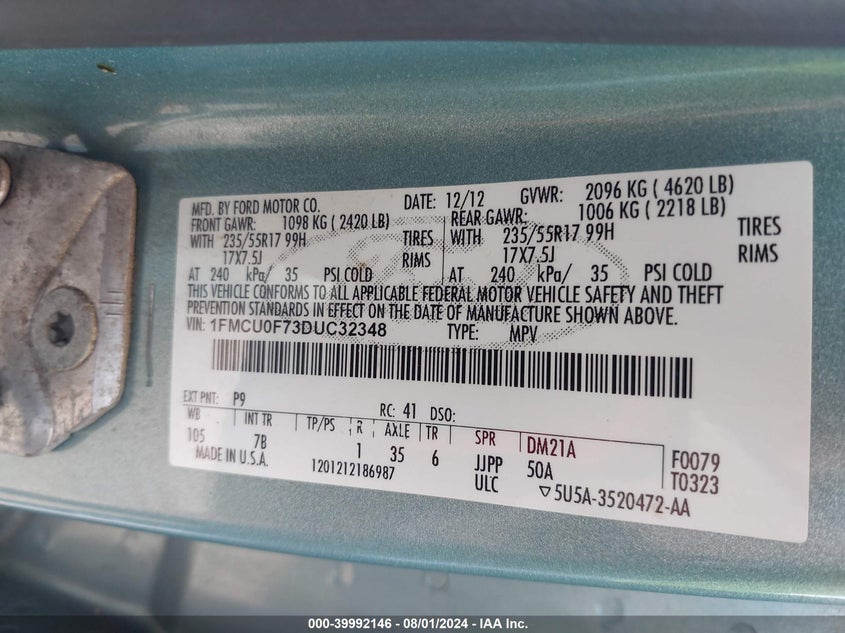 MFD. BY FORD MOTOR CO. DATE: 12/12 GVWR: 2096 KG ( 4620 LB)
FRONT GAWR: 1098 KG ( 2420 LB) REAR GAWR: 1006 KG ( 2218 LB)
WITH 235/55R17 99H TIRES WITH 235/55R17 99H TIRES
17X7.5J RIMS 17X7.5J RIMS
AT 240 kPa/ 35 PSI COLD AT 240 kPa/ 35 PSI COLD
THIS VEHICLE CONFORMS TO ALL APPLICABLE FEDERAL MOTOR VEHICLE SAFETY AND THEFT
PREVENTION STANDARDS IN EFFECT ON THE DATE OF MANUFACTURE SHOWN ABOVE.
VIN: 1FMCU0F73DUC32348 TYPE: MPV
EXT PNT: P9 RC: 41 DSO:
WB INT TR TP/PS R AXLE TR SPR DM21A F0079
105 7B 1 35 6 JJPP 50A T0323
MADE IN U.S.A. 1201212186987 ULC ▽5U5A-3520472-AA
000-39992146 - 08/01/2024 - IAA Inc.